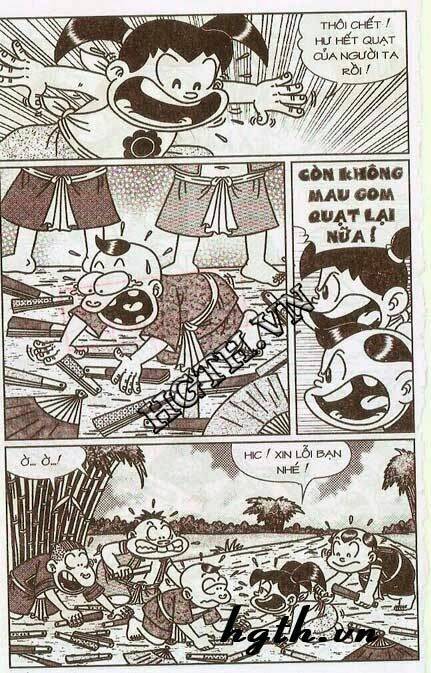 THÔI CHẾT !
HƯ HẾT QUẠT
CỦA NGƯỜI TA
RỒI !
CÒN KHÔNG
MAU GOM
QUẠT LẠI
NỮA !
HGTH.VN
Ờ... Ờ...!
HIC ! XIN LỖI BẠN
NHÉ !
hgth.vn